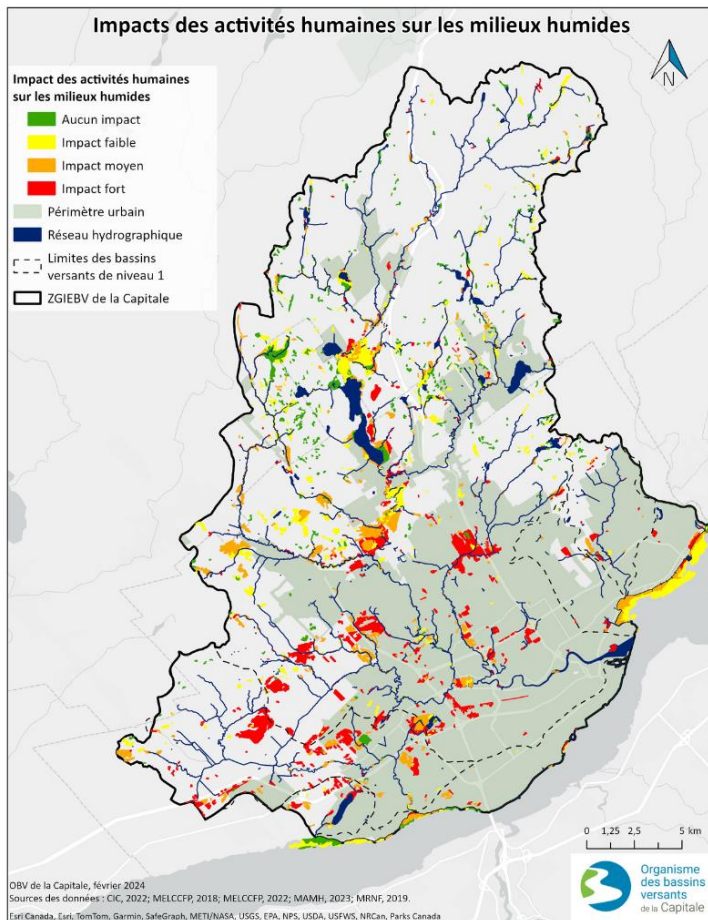 Impacts des activités humaines sur les milieux humides
N
Impact des activités humaines
sur les milieux humides
Aucun impact
Impact faible
Impact moyen
Impact fort
Périmètre urbain
Réseau hydrographique
Limites des bassins
versants de niveau 1
ZGIEBV de la Capitale
0 1,25 2,5 5 km
OBV de la Capitale, février 2024
Sources des données : CIC, 2022; MELCCFP, 2018; MELCCFP, 2022; MAMH, 2023; MRNF, 2019.
Esri Canada, Esri, TomTom, Garmin, SafeGraph, METI/NASA, USGS, EPA, NPS, USDA, USFWS, NRCan, Parks Canada
Organisme
des bassins
versants
de la Capitale